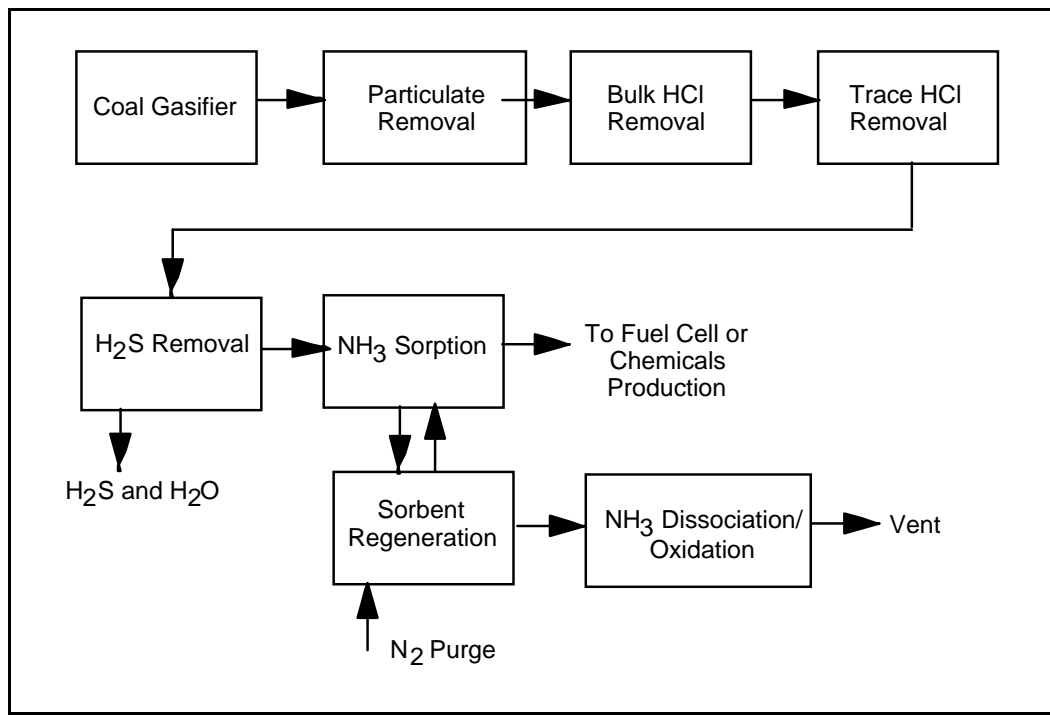 Coal Gasifier
Particulate
Removal
Bulk HCl
Removal
Trace HCl
Removal
H2S Removal
NH3 Sorption
To Fuel Cell or
Chemicals
Production
H2S and H2O
Sorbent
Regeneration
NH3 Dissociation/
Oxidation
Vent
N2 Purge